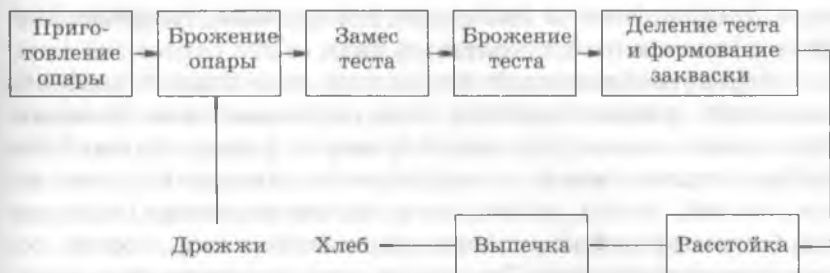 Приго-
товление
опары
Брожение
опары
Замес
теста
Брожение
теста
Деление теста
и формование
закваски
Дрожжи
Хлеб
Выпечка
Расстойка